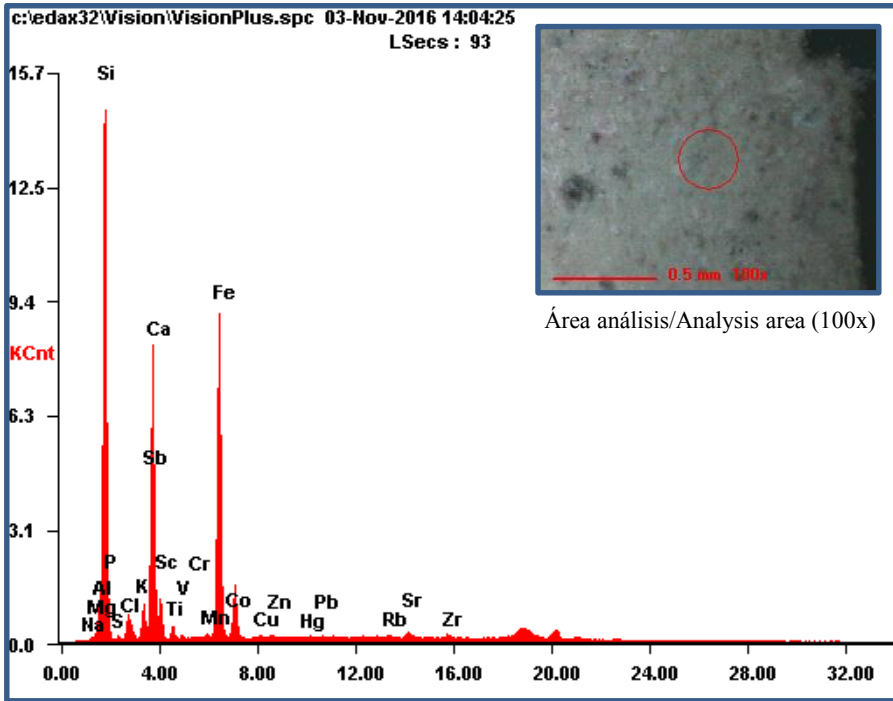 c:\edax32\Vision\VisionPlus.spc 03-Nov-2016 14:04:25
LSecs : 93
15.7
12.5
9.4
KCnt
6.3
3.1
0.0
Si
Fe
Ca
Sb
P
Sc
Cr
Al
K
V
Mg
Cl
Ti
Co
Zn
Pb
Sr
Na
S
Mn
Cu
Hg
Rb
Zr
0.5 mm 100x
Área análisis/Analysis area (100x)
0.00 4.00 8.00 12.00 16.00 20.00 24.00 28.00 32.00